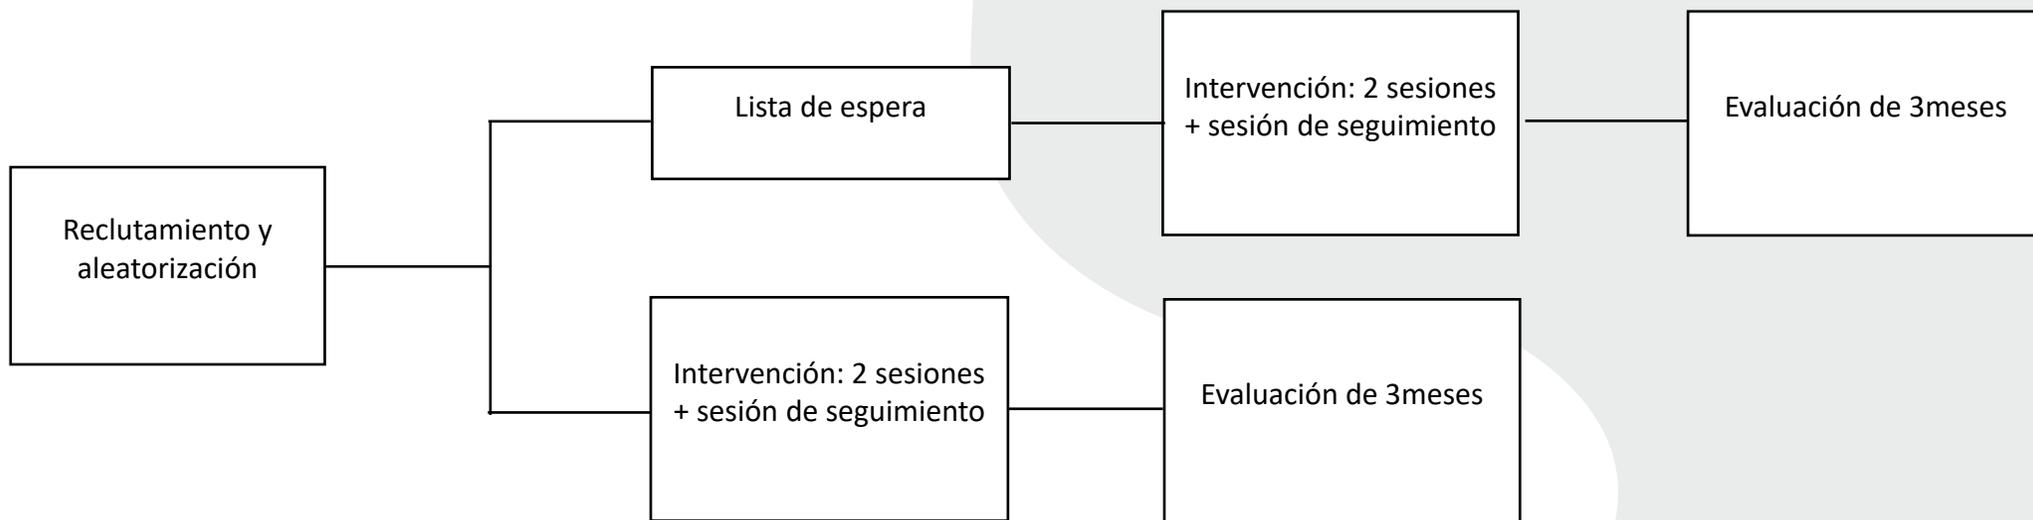 Reclutamiento y
aleatorización
Lista de espera
Intervención: 2 sesiones
+ sesión de seguimiento
Evaluación de 3meses
Intervención: 2 sesiones
+ sesión de seguimiento
Evaluación de 3meses